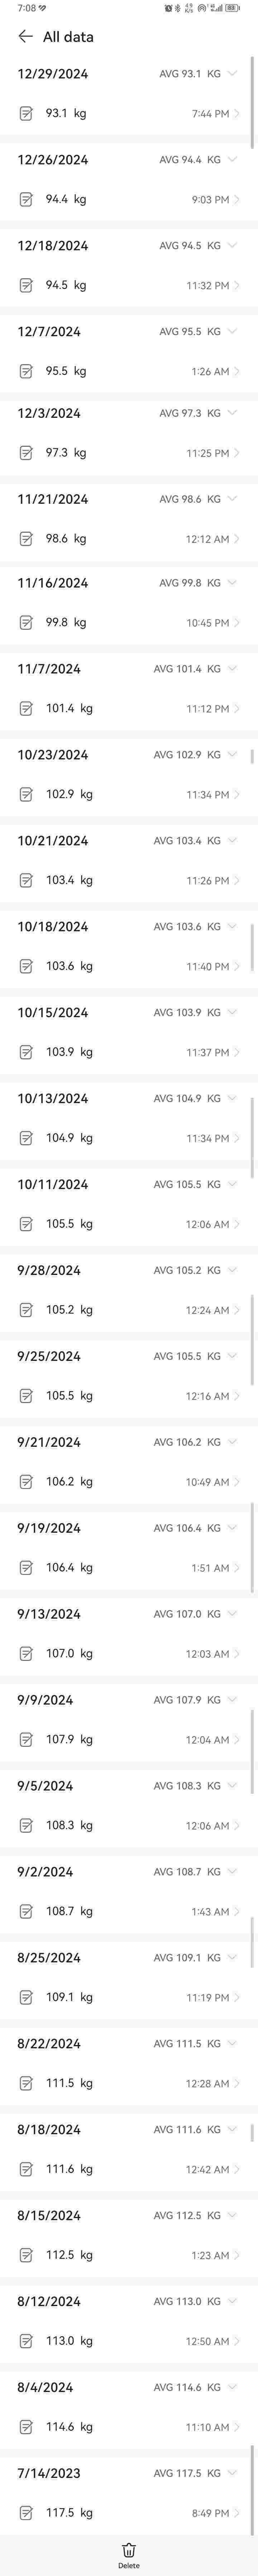 7:08
All data
12/29/2024 AVG 93.1 KG
93.1 kg 7:44 PM
12/26/2024 AVG 94.4 KG
94.4 kg 9:03 PM
12/18/2024 AVG 94.5 KG
94.5 kg 11:32 PM
12/7/2024 AVG 95.5 KG
95.5 kg 1:26 AM
12/3/2024 AVG 97.3 KG
97.3 kg 11:25 PM
11/21/2024 AVG 98.6 KG
98.6 kg 12:12 AM
11/16/2024 AVG 99.8 KG
99.8 kg 10:45 PM
11/7/2024 AVG 101.4 KG
101.4 kg 11:12 PM
10/23/2024 AVG 102.9 KG
102.9 kg 11:34 PM
10/21/2024 AVG 103.4 KG
103.4 kg 11:26 PM
10/18/2024 AVG 103.6 KG
103.6 kg 11:40 PM
10/15/2024 AVG 103.9 KG
103.9 kg 11:37 PM
10/13/2024 AVG 104.9 KG
104.9 kg 11:34 PM
10/11/2024 AVG 105.5 KG
105.5 kg 12:06 AM
9/28/2024 AVG 105.2 KG
105.2 kg 12:24 AM
9/25/2024 AVG 105.5 KG
105.5 kg 12:16 AM
9/21/2024 AVG 106.2 KG
106.2 kg 10:49 AM
9/19/2024 AVG 106.4 KG
106.4 kg 1:51 AM
9/13/2024 AVG 107.0 KG
107.0 kg 12:03 AM
9/9/2024 AVG 107.9 KG
107.9 kg 12:04 AM
9/5/2024 AVG 108.3 KG
108.3 kg 12:06 AM
9/2/2024 AVG 108.7 KG
108.7 kg 1:43 AM
8/25/2024 AVG 109.1 KG
109.1 kg 11:19 PM
8/22/2024 AVG 111.5 KG
111.5 kg 12:28 AM
8/18/2024 AVG 111.6 KG
111.6 kg 12:42 AM
8/15/2024 AVG 112.5 KG
112.5 kg 1:23 AM
8/12/2024 AVG 113.0 KG
113.0 kg 12:50 AM
8/4/2024 AVG 114.6 KG
114.6 kg 11:10 AM
7/14/2023 AVG 117.5 KG
117.5 kg 8:49 PM
Delete